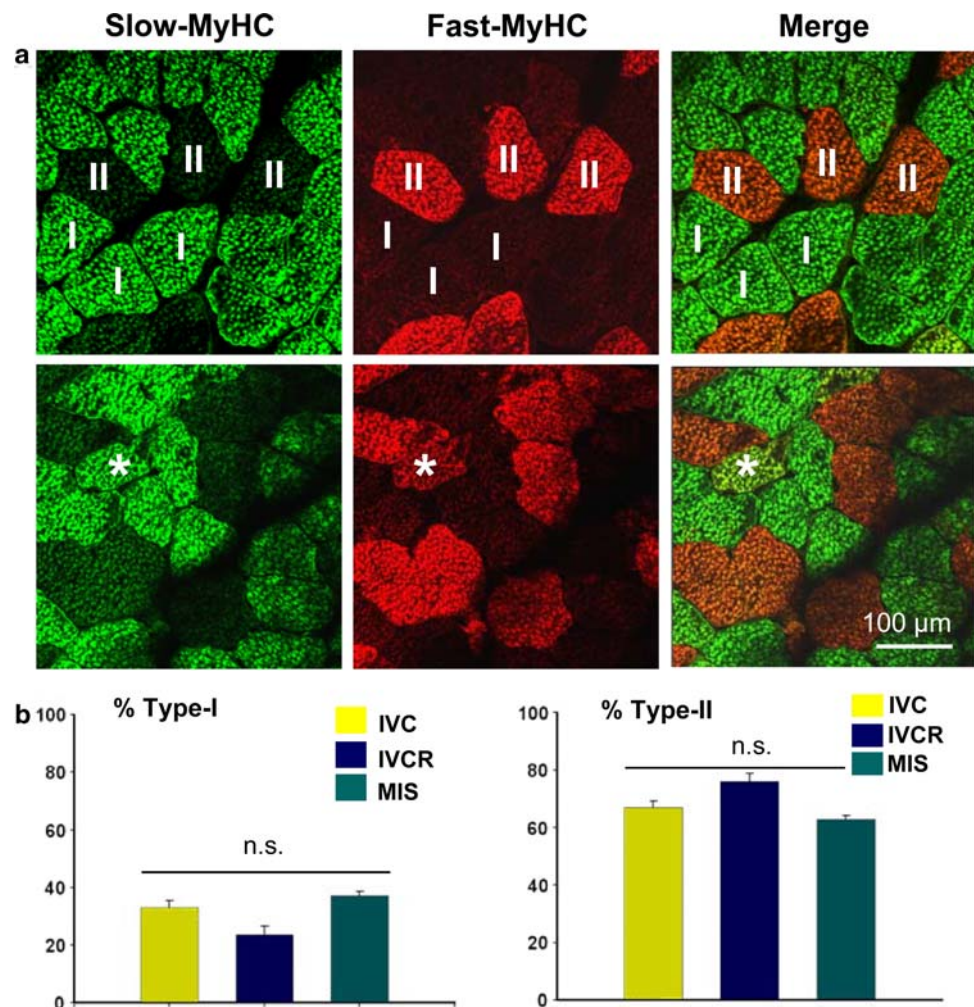 Slow-MyHC Fast-MyHC Merge
a
II II II II II II II II II
I I I I I I I I I
* * *
100 µm
b
% Type-I
IVC
IVCR
MIS
n.s.
100
80
60
40
20
0
% Type-II
IVC
IVCR
MIS
n.s.
100
80
60
40
20
0